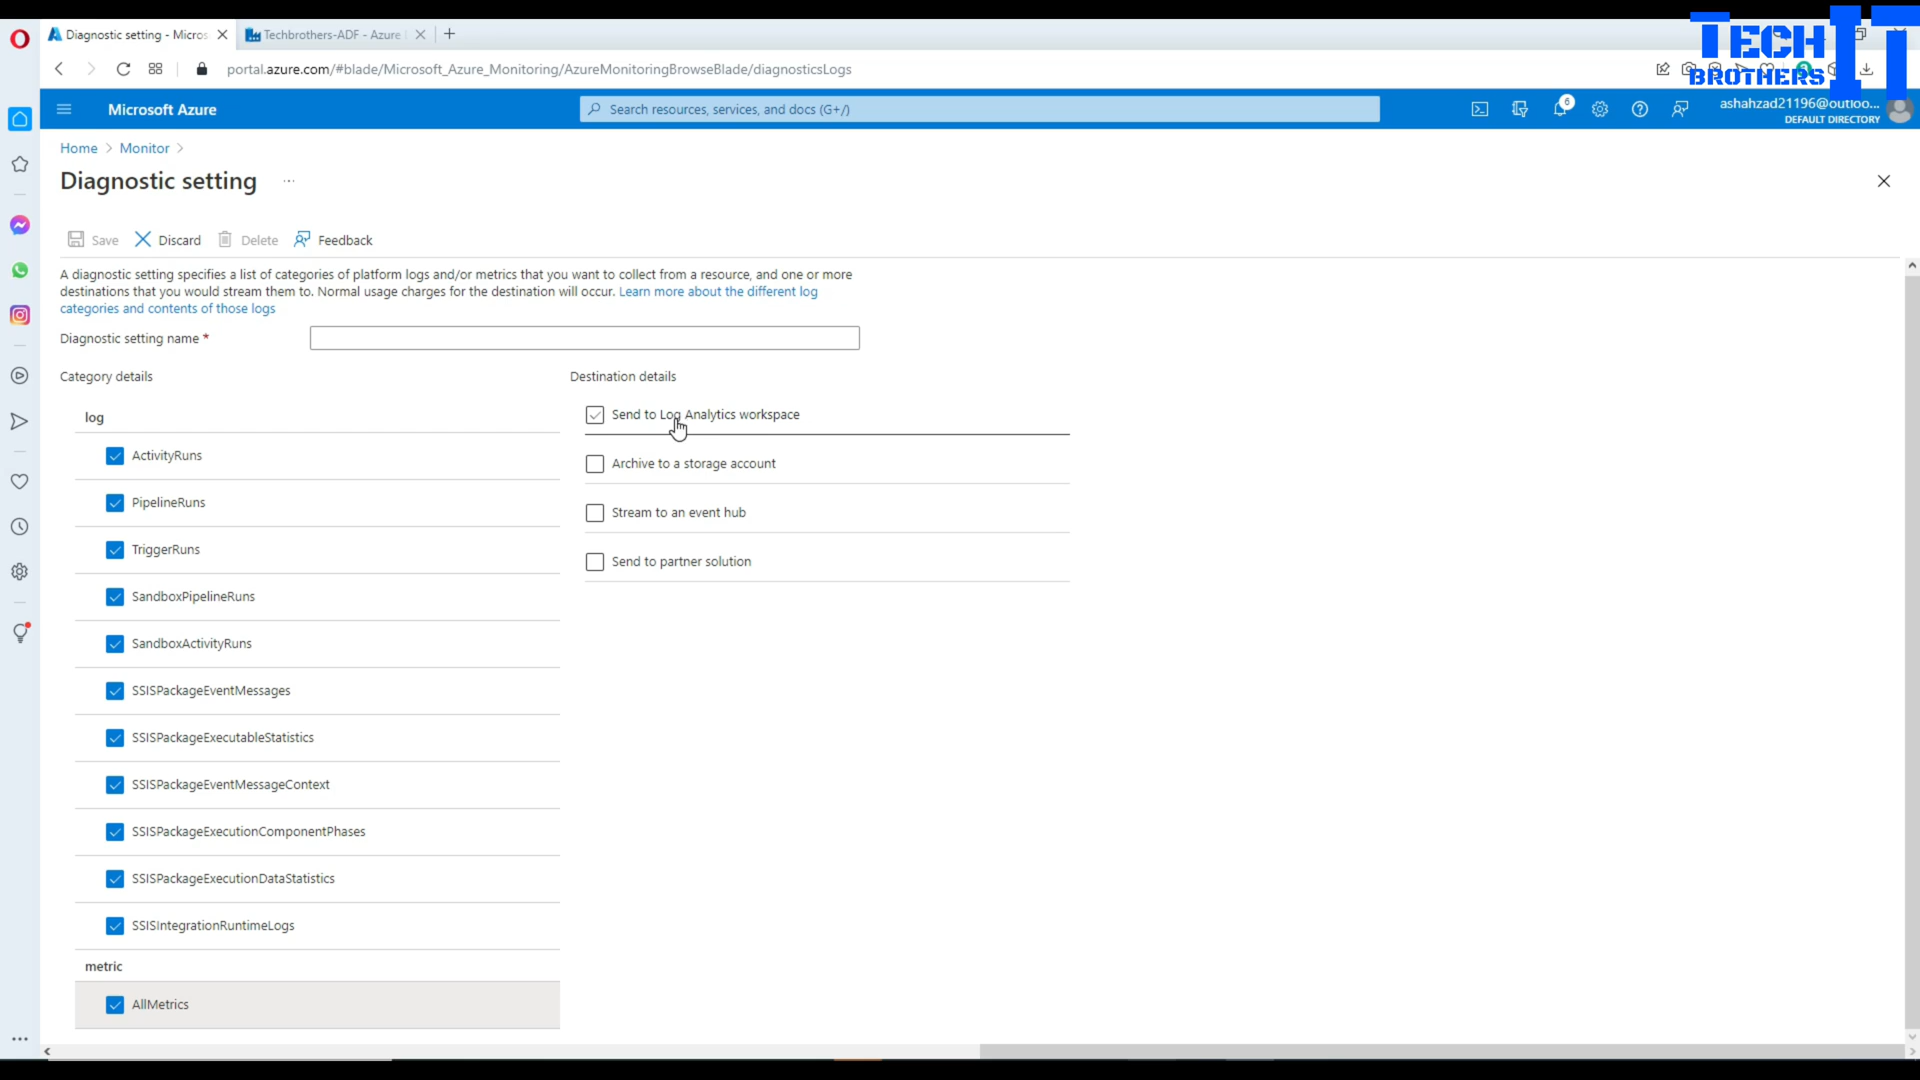 Diagnostic setting - Micros
Techbrothers-ADF - Azure
TECH IT
BROTHERS
portal.azure.com/#blade/Microsoft_Azure_Monitoring/AzureMonitoringBrowseBlade/diagnosticsLogs
Microsoft Azure
Search resources, services, and docs (G+/)
6
ashahzad21196@outloo...
DEFAULT DIRECTORY
Home > Monitor >
Diagnostic setting ...
Save Discard Delete Feedback
A diagnostic setting specifies a list of categories of platform logs and/or metrics that you want to collect from a resource, and one or more
destinations that you would stream them to. Normal usage charges for the destination will occur. Learn more about the different log
categories and contents of those logs
Diagnostic setting name *
Category details
Destination details
log
ActivityRuns
PipelineRuns
TriggerRuns
SandboxPipelineRuns
SandboxActivityRuns
SSISPackageEventMessages
SSISPackageExecutableStatistics
SSISPackageEventMessageContext
SSISPackageExecutionComponentPhases
SSISPackageExecutionDataStatistics
SSISIntegrationRuntimeLogs
metric
AllMetrics
Send to Log Analytics workspace
Archive to a storage account
Stream to an event hub
Send to partner solution